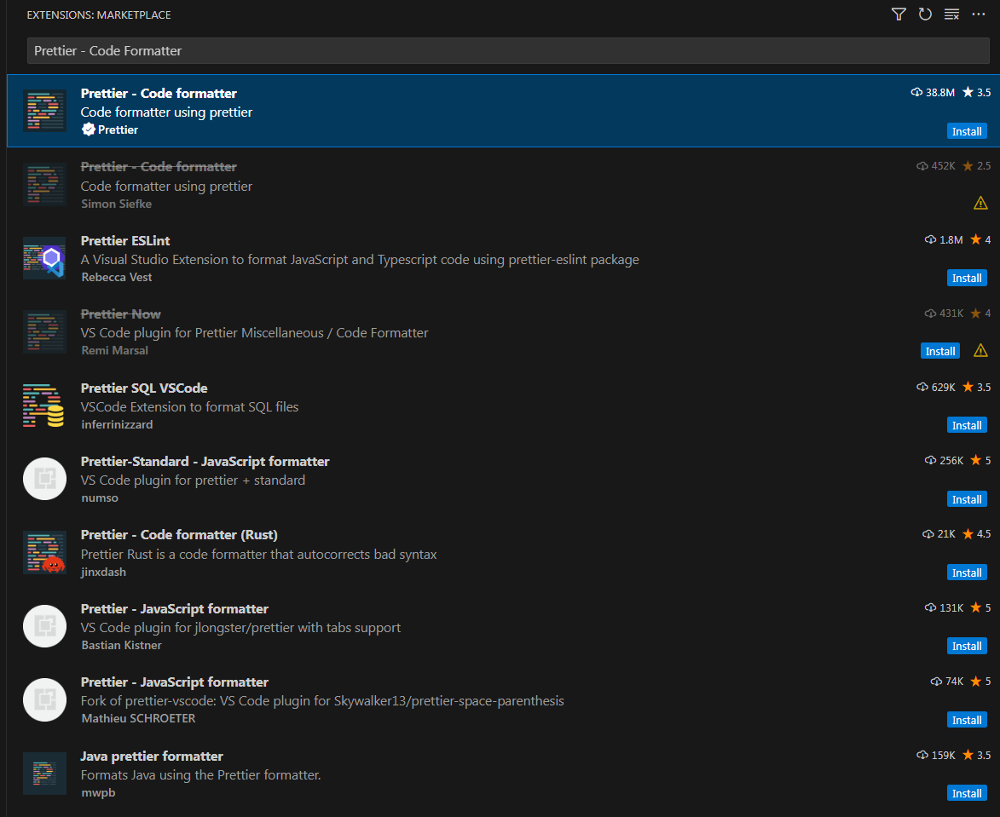 EXTENSIONS: MARKETPLACE
Prettier - Code Formatter
Prettier - Code formatter 38.8M 3.5
Code formatter using prettier
Prettier Install
Prettier - Code formatter 452K 2.5
Code formatter using prettier
Simon Siefke
Prettier ESLint 1.8M 4
A Visual Studio Extension to format JavaScript and Typescript code using prettier-eslint package
Rebecca Vest Install
Prettier Now 431K 4
VS Code plugin for Prettier Miscellaneous / Code Formatter
Remi Marsal Install
Prettier SQL VSCode 629K 3.5
VSCode Extension to format SQL files
inferrinizzard Install
Prettier-Standard - JavaScript formatter 256K 5
VS Code plugin for prettier + standard
numso Install
Prettier - Code formatter (Rust) 21K 4.5
Prettier Rust is a code formatter that autocorrects bad syntax
jinxdash Install
Prettier - JavaScript formatter 131K 5
VS Code plugin for jlongster/prettier with tabs support
Bastian Kistner Install
Prettier - JavaScript formatter 74K 5
Fork of prettier-vscode: VS Code plugin for Skywalker13/prettier-space-parenthesis
Mathieu SCHROETER Install
Java prettier formatter 159K 3.5
Formats Java using the Prettier formatter.
mwpb Install